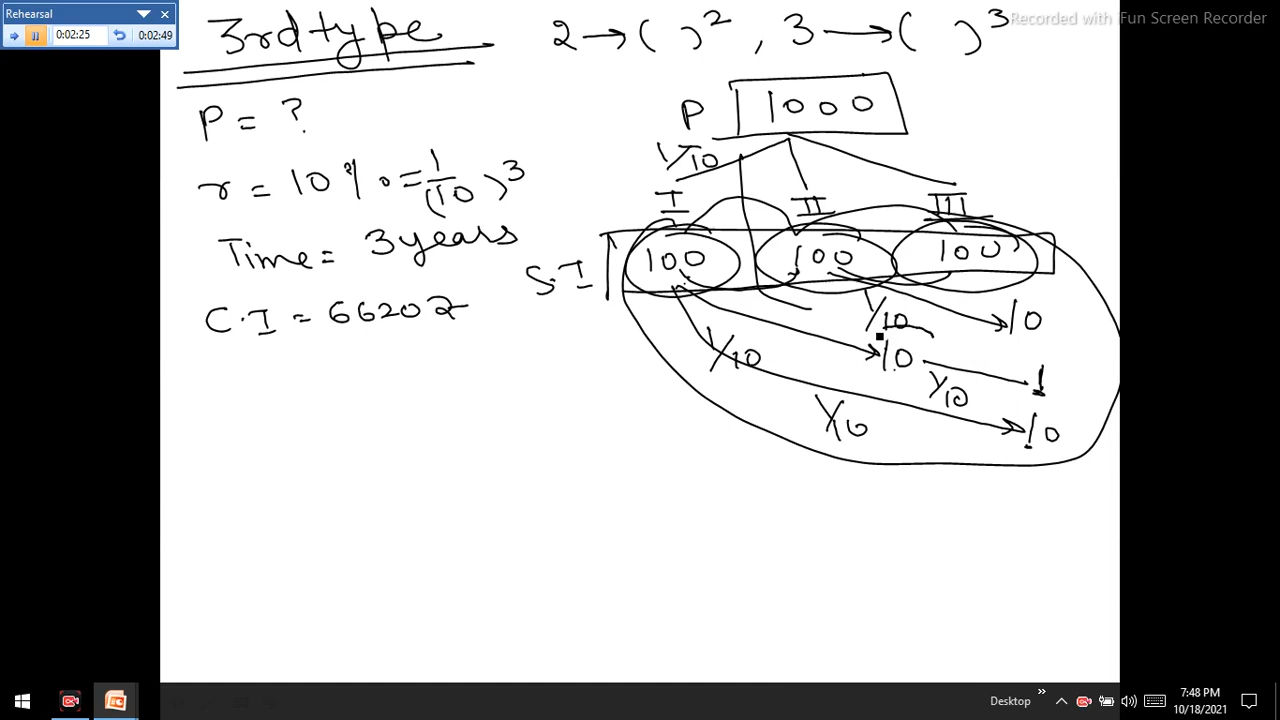 Rehearsal
0:02:25 0:02:49
Recorded with iFun Screen Recorder
3rd type 2 → ( )², 3 → ( )³
P = ?
r = 10% = (1/10)³
Time = 3 years
C.I = 6620
P 1000
1/10
I II III
S.I 100 100 100
1/10 10
1/10 10 1/10 1
1/10 10
Desktop
7:48 PM
10/18/2021